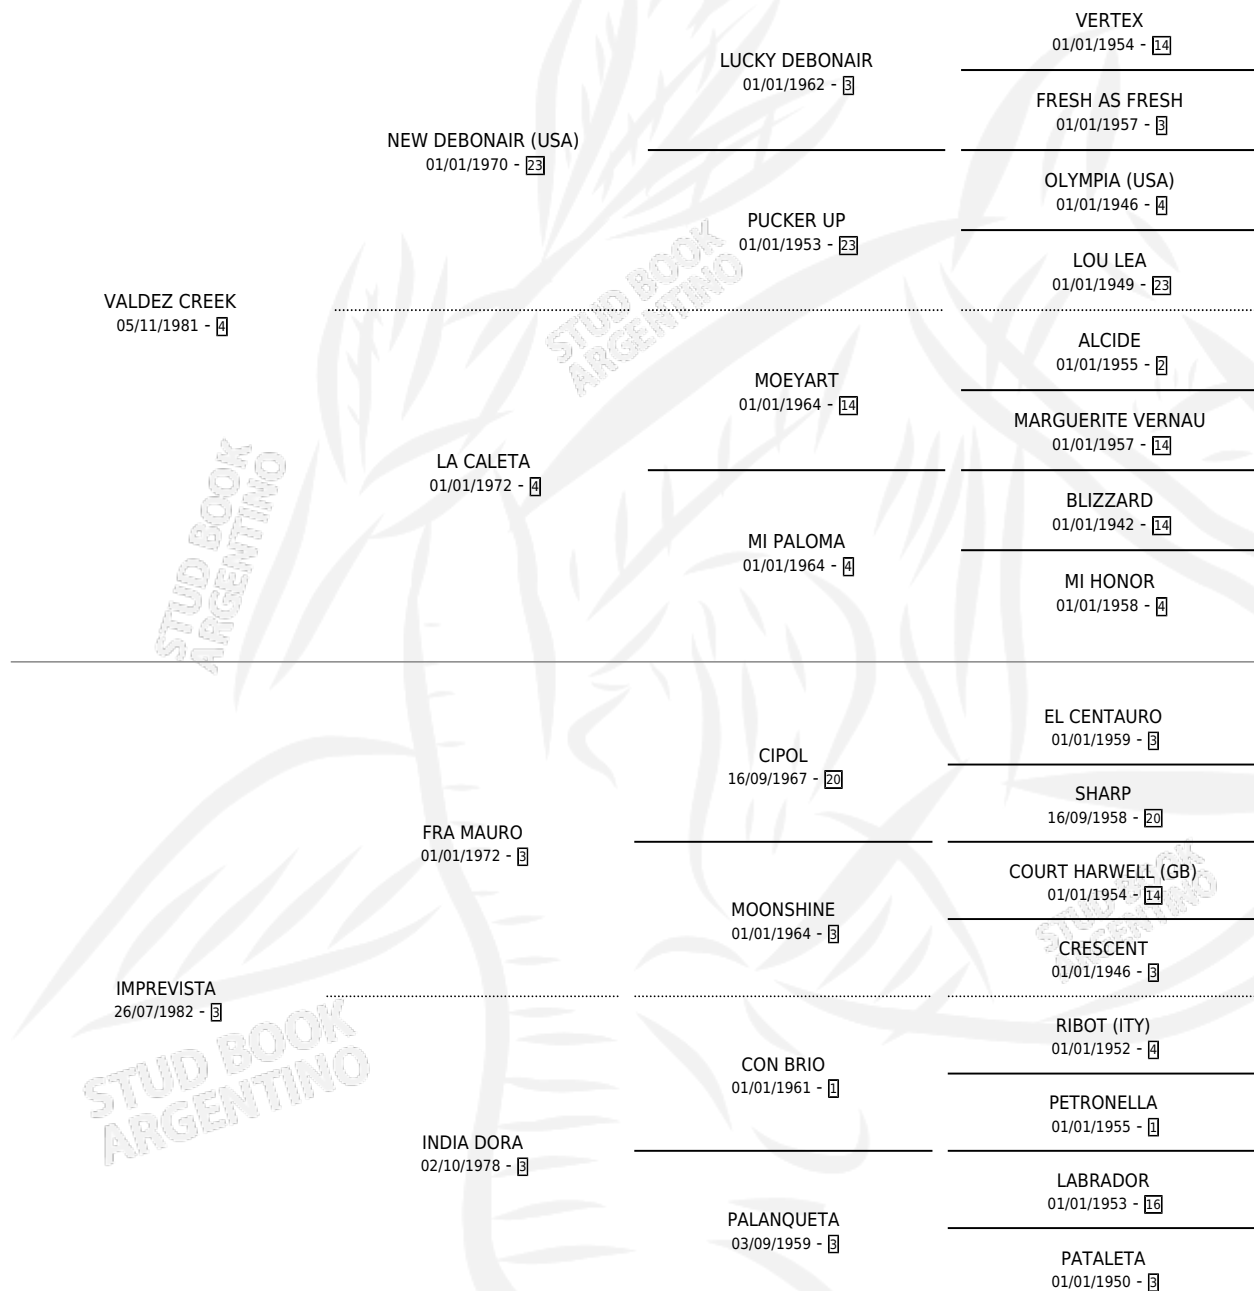 VALDEZ CREEK
05/11/1981 - 4
NEW DEBONAIR (USA)
01/01/1970 - 23
LA CALETA
01/01/1972 - 4
LUCKY DEBONAIR
01/01/1962 - 3
PUCKER UP
01/01/1953 - 23
MOEYART
01/01/1964 - 14
MI PALOMA
01/01/1964 - 4
VERTEX
01/01/1954 - 14
FRESH AS FRESH
01/01/1957 - 3
OLYMPIA (USA)
01/01/1946 - 4
LOU LEA
01/01/1949 - 23
ALCIDE
01/01/1955 - 2
MARGUERITE VERNAU
01/01/1957 - 14
BLIZZARD
01/01/1942 - 14
MI HONOR
01/01/1958 - 4
IMPREVISTA
26/07/1982 - 3
FRA MAURO
01/01/1972 - 3
INDIA DORA
02/10/1978 - 3
CIPOL
16/09/1967 - 20
MOONSHINE
01/01/1964 - 3
CON BRIO
01/01/1961 - 1
PALANQUETA
03/09/1959 - 3
EL CENTAURO
01/01/1959 - 3
SHARP
16/09/1958 - 20
COURT HARWELL (GB)
01/01/1954 - 14
CRESCENT
01/01/1946 - 3
RIBOT (ITY)
01/01/1952 - 4
PETRONELLA
01/01/1955 - 1
LABRADOR
01/01/1953 - 16
PATALETA
01/01/1950 - 3
STUD BOOK
ARGENTINO
STUD BOOK
ARGENTINO
STUD BOOK
ARGENTINO
STUD BOOK
ARGENTINO